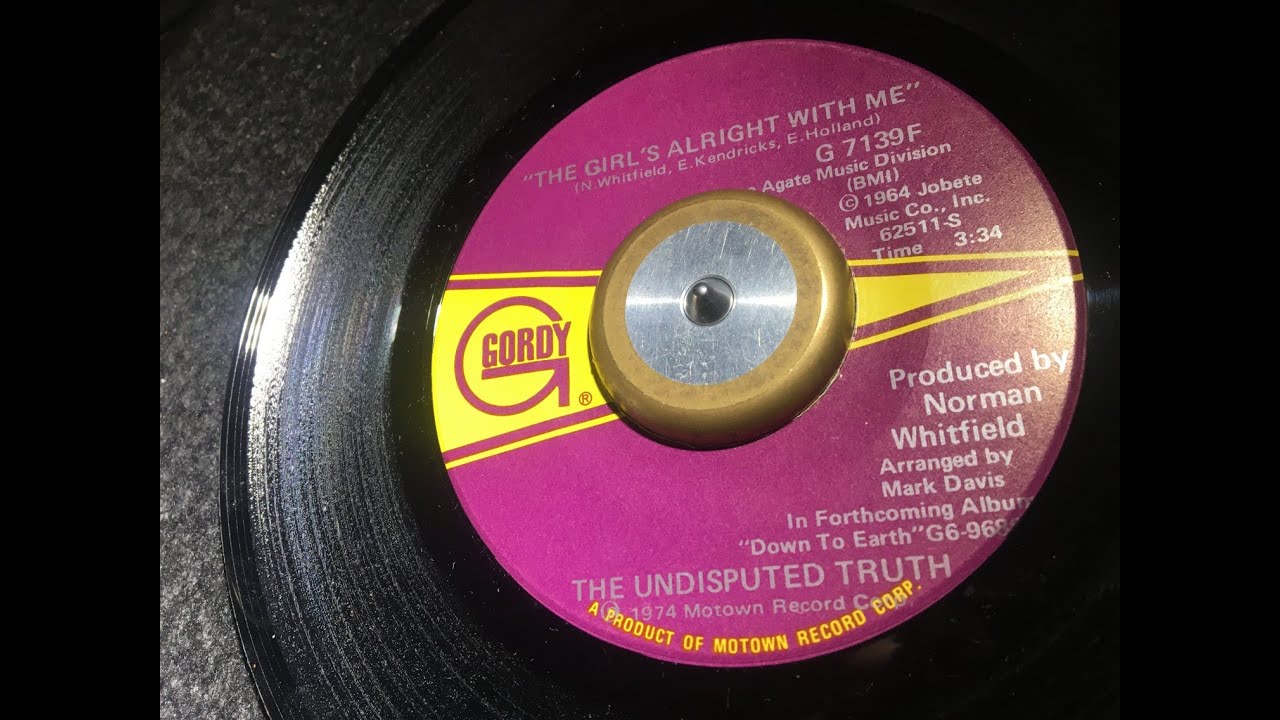 "THE GIRL'S ALRIGHT WITH ME"
(N.Whitfield, E.Kendricks, E.Holland)
G 7139F
Agate Music Division
(BMI)
© 1964 Jobete
Music Co., Inc.
62511-S
Time 3:34
GORDY
®
Produced by
Norman
Whitfield
Arranged by
Mark Davis
In Forthcoming Album
"Down To Earth"
THE UNDISPUTED TRUTH
℗ 1974 Motown Record
A PRODUCT OF MOTOWN RECORD CORP.